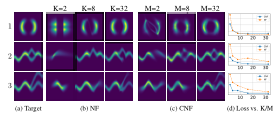 K=2 K=8 K=32 M=2 M=8 M=32
1
2
3
(a) Target (b) NF (c) CNF (d) Loss vs. K/M